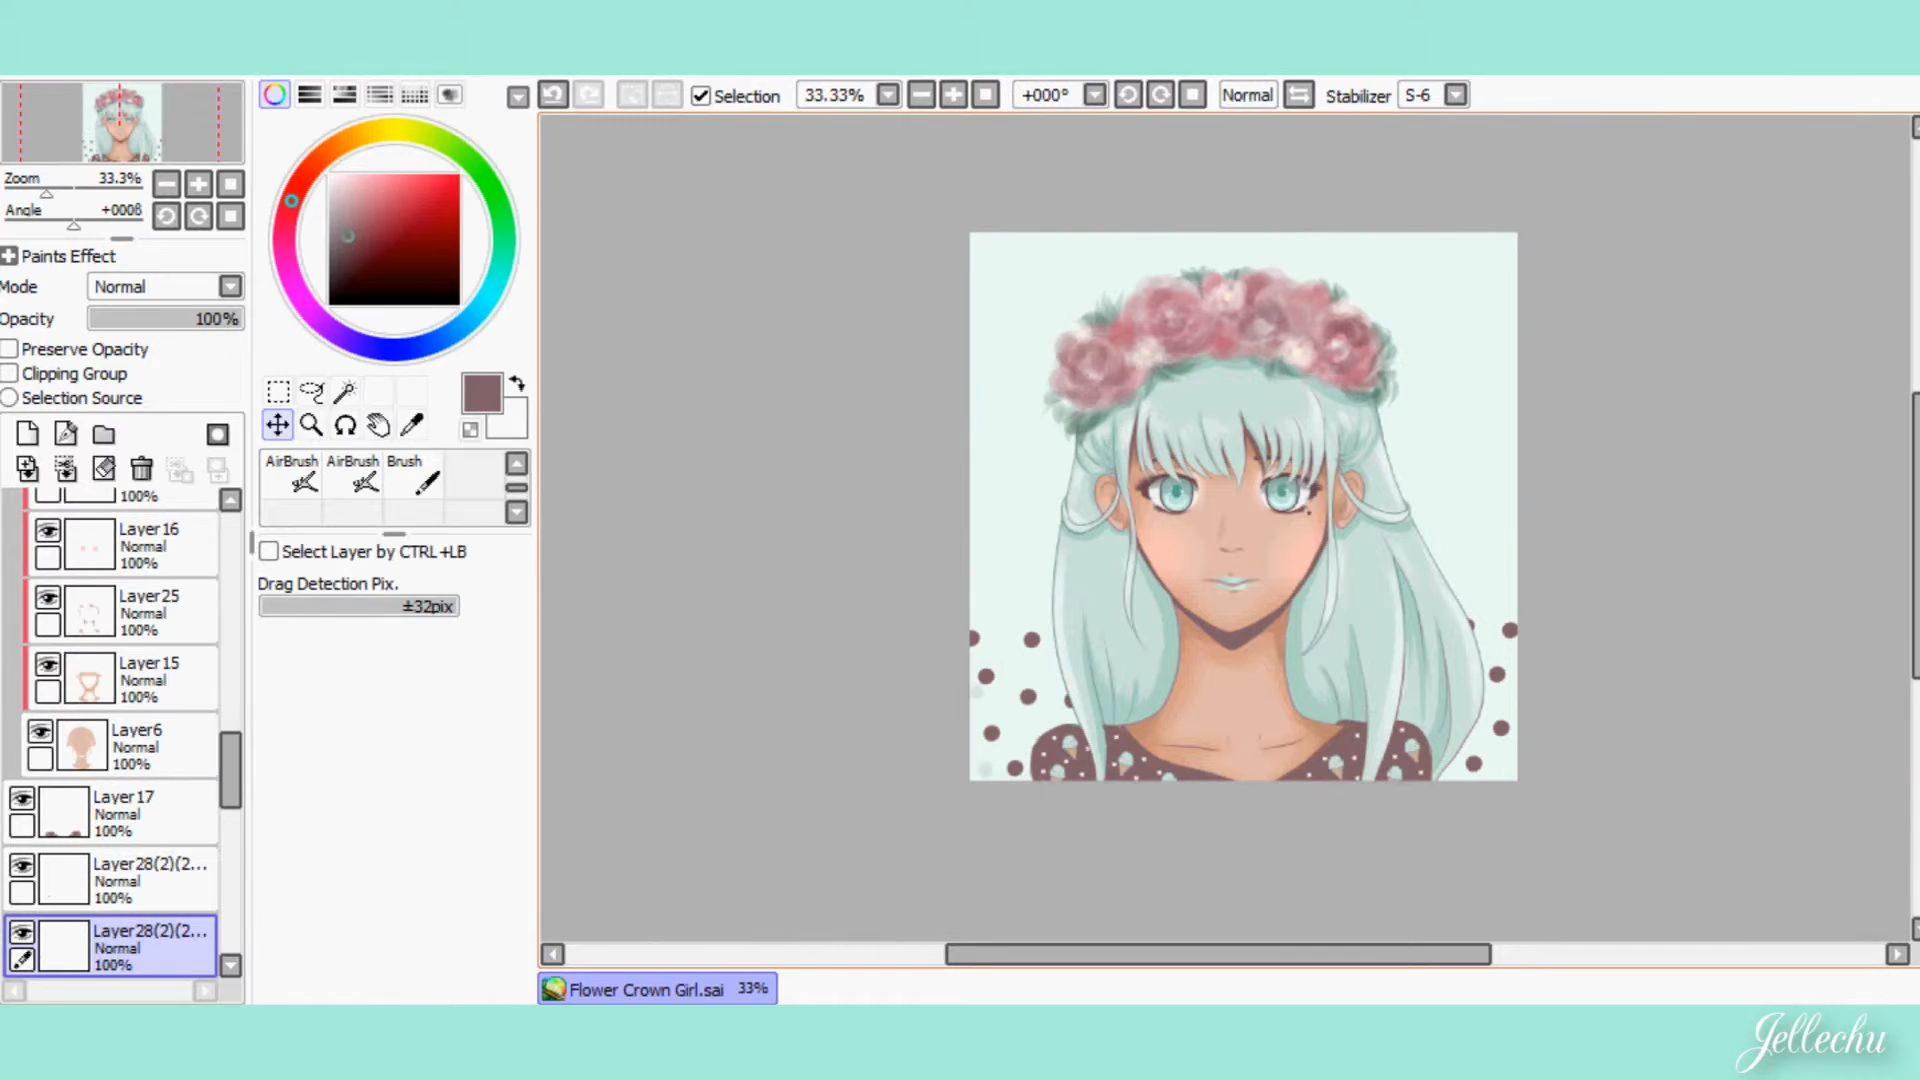 Selection 33.33% +000° Normal Stabilizer S-6
Zoom 33.3%
Angle +000ß
Paints Effect
Mode Normal
Opacity 100%
Preserve Opacity
Clipping Group
Selection Source
AirBrush AirBrush Brush
Select Layer by CTRL+LB
Drag Detection Pix.
±32pix
100%
Layer16
Normal
100%
Layer25
Normal
100%
Layer15
Normal
100%
Layer6
Normal
100%
Layer17
Normal
100%
Layer28(2)(2...
Normal
100%
Layer28(2)(2...
Normal
100%
Flower Crown Girl.sai 33%
Jellechu